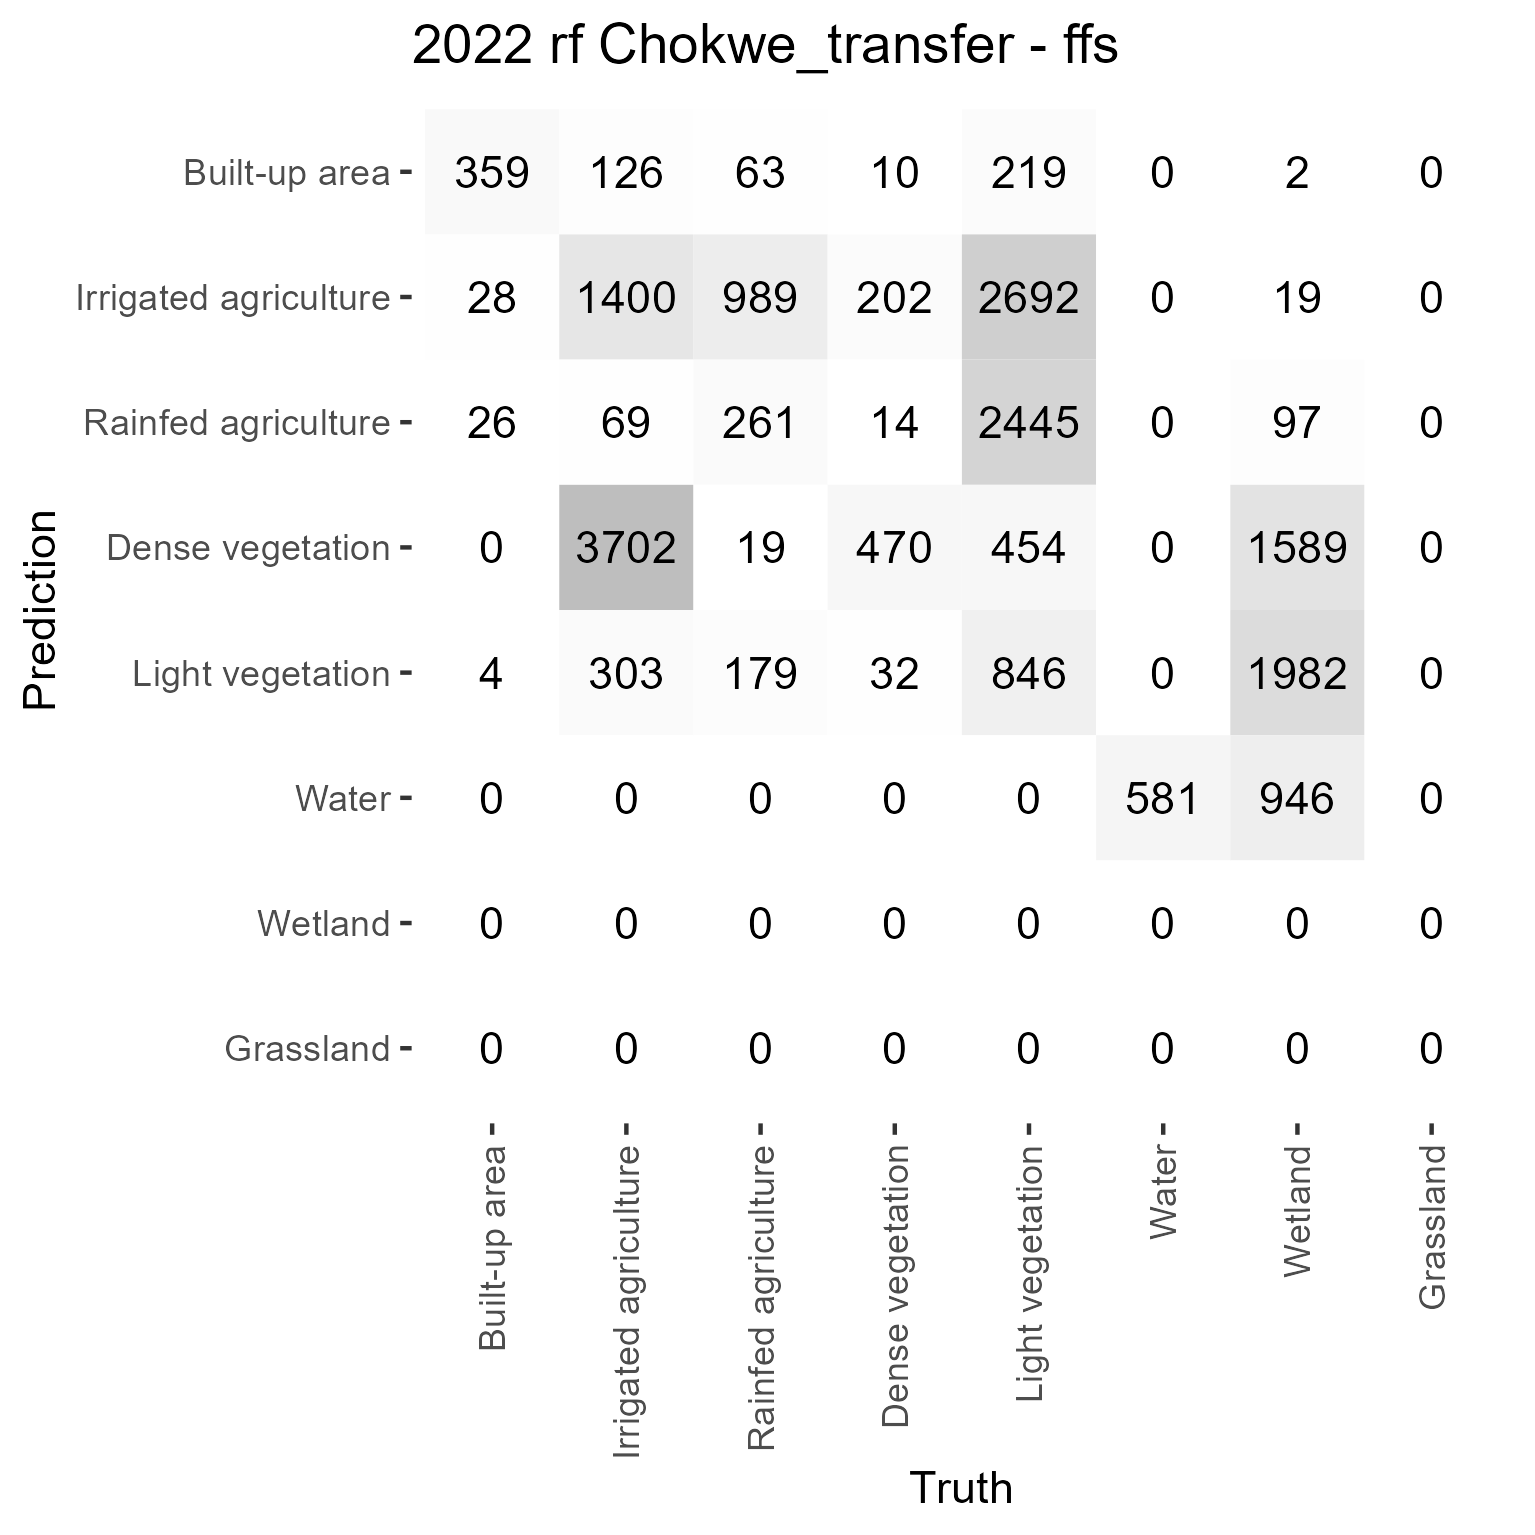 2022 rf Chokwe_transfer - ffs
Built-up area 359 126 63 10 219 0 2 0
Irrigated agriculture 28 1400 989 202 2692 0 19 0
Rainfed agriculture 26 69 261 14 2445 0 97 0
Dense vegetation 0 3702 19 470 454 0 1589 0
Light vegetation 4 303 179 32 846 0 1982 0
Water 0 0 0 0 0 581 946 0
Wetland 0 0 0 0 0 0 0 0
Grassland 0 0 0 0 0 0 0 0
Prediction
Built-up area
Irrigated agriculture
Rainfed agriculture
Dense vegetation
Light vegetation
Water
Wetland
Grassland
Truth